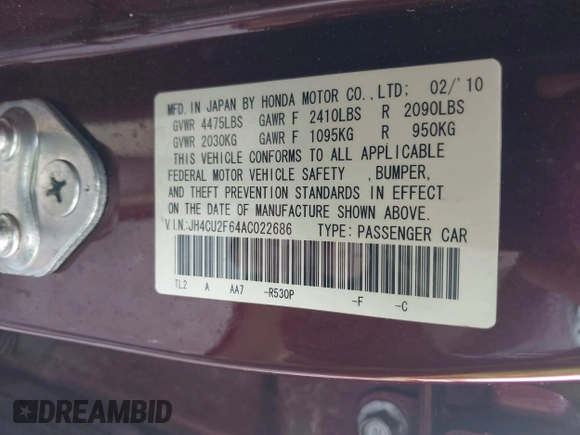 MFD.IN JAPAN BY HONDA MOTOR CO.,LTD; 02/'10
GVWR 4475LBS GAWR F 2410LBS R 2090LBS
GVWR 2030KG GAWR F 1095KG R 950KG
THIS VEHICLE CONFORMS TO ALL APPLICABLE
FEDERAL MOTOR VEHICLE SAFETY ,BUMPER,
AND THEFT PREVENTION STANDARDS IN EFFECT
ON THE DATE OF MANUFACTURE SHOWN ABOVE.
V.I.N:JH4CU2F64AC022686 TYPE: PASSENGER CAR
TL2 A AA7 -R530P -F -C
DREAMBID